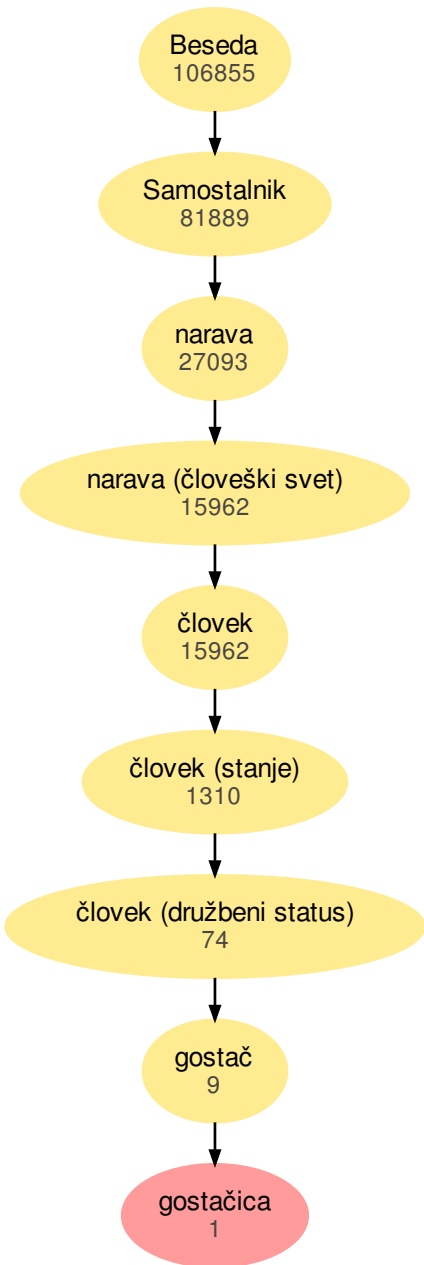 Beseda
106855
Samostalnik
81889
narava
27093
narava (človeški svet)
15962
človek
15962
človek (stanje)
1310
človek (družbeni status)
74
gostač
9
gostačica
1